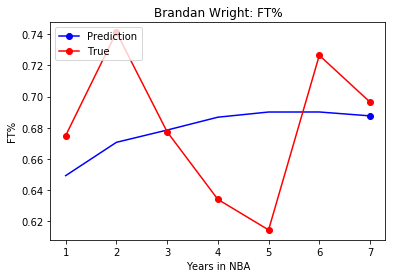 Brandan Wright: FT%
Prediction
True
0.74
0.72
0.70
0.68
0.66
0.64
0.62
FT%
1 2 3 4 5 6 7
Years in NBA